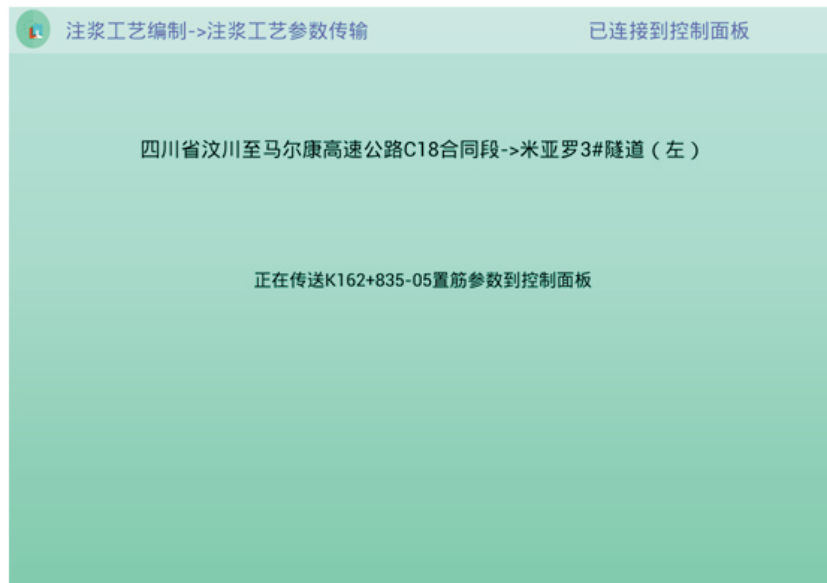 注浆工艺编制->注浆工艺参数传输 已连接到控制面板
四川省汶川至马尔康高速公路C18合同段->米亚罗3#隧道（左）
正在传送K162+835-05置筋参数到控制面板